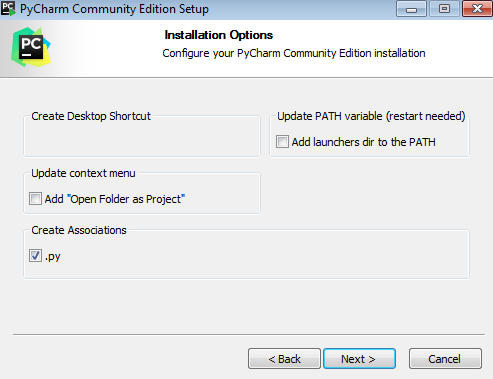 PyCharm Community Edition Setup
PC
Installation Options
Configure your PyCharm Community Edition installation
Create Desktop Shortcut
Update PATH variable (restart needed)
Add launchers dir to the PATH
Update context menu
Add "Open Folder as Project"
Create Associations
.py
< Back
Next >
Cancel